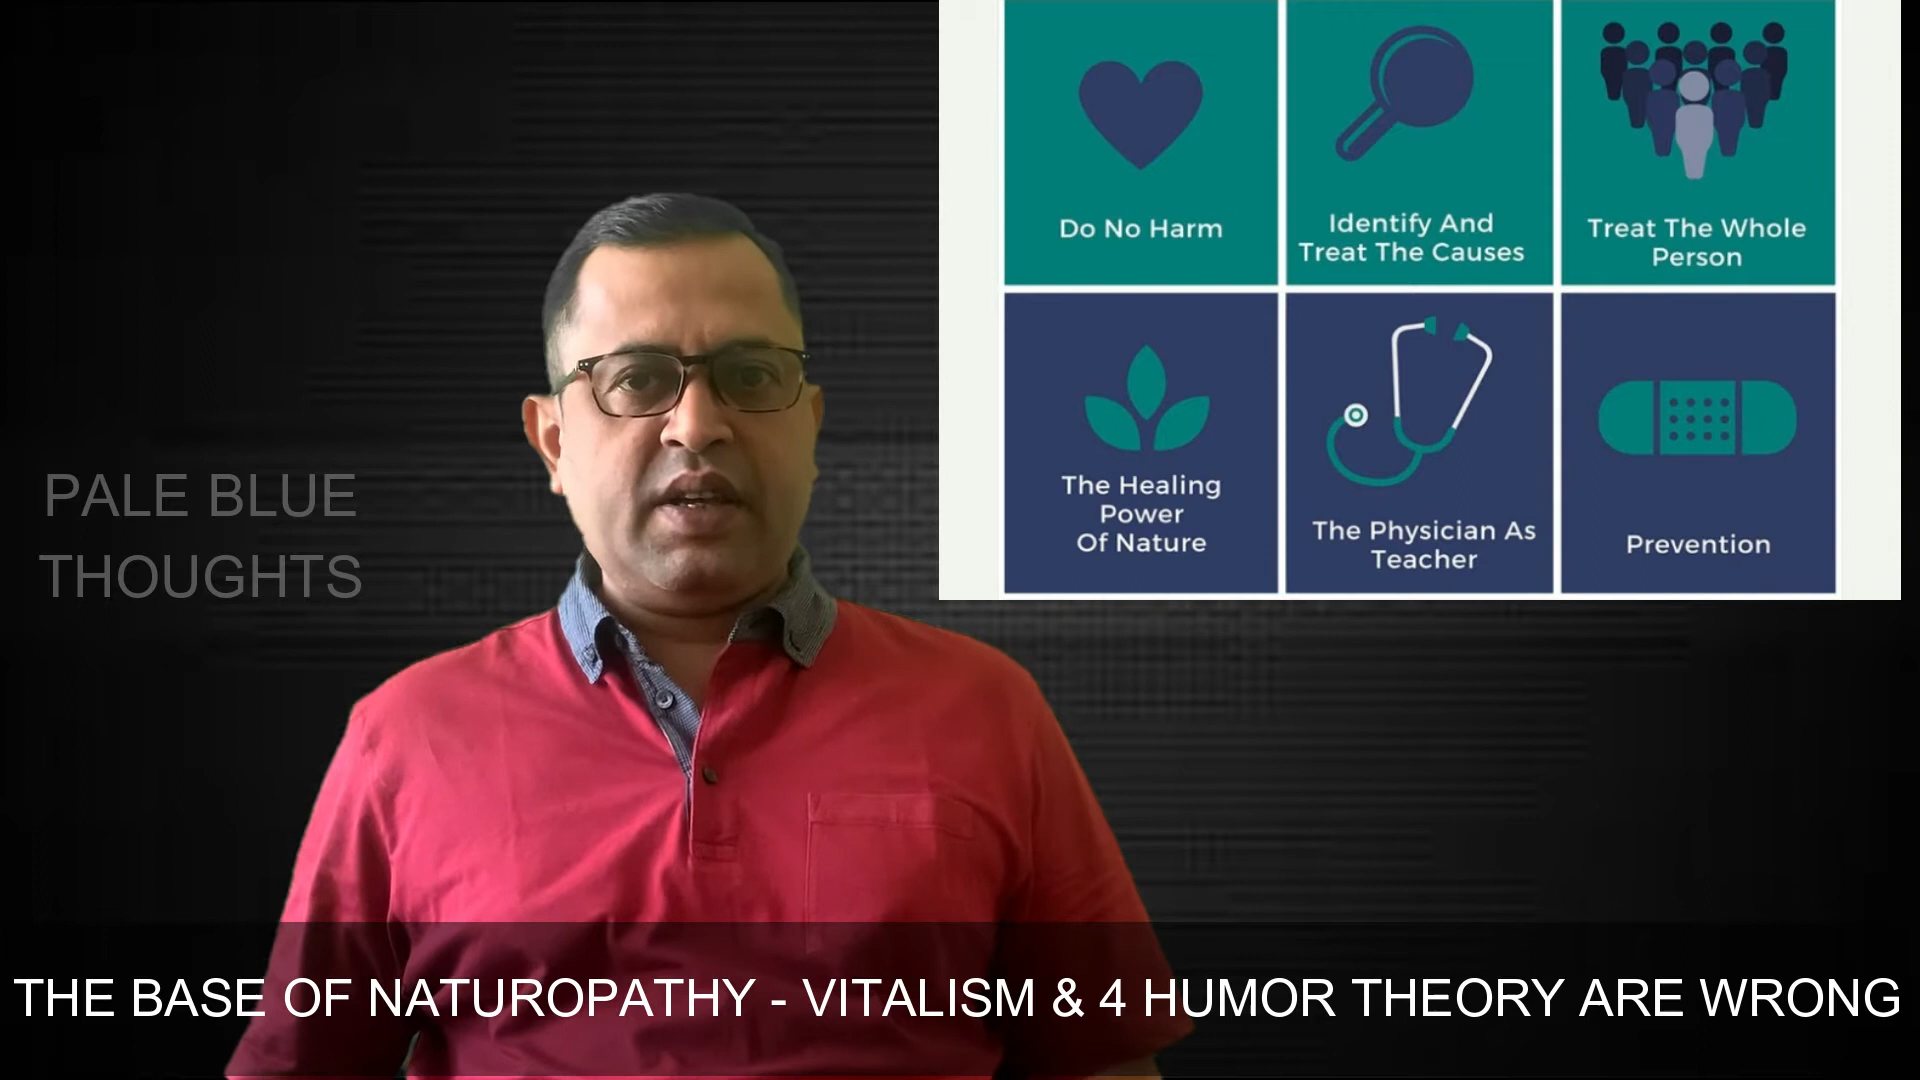 PALE BLUE
THOUGHTS
Do No Harm
Identify And
Treat The Causes
Treat The Whole
Person
The Healing
Power
Of Nature
The Physician As
Teacher
Prevention
THE BASE OF NATUROPATHY - VITALISM & 4 HUMOR THEORY ARE WRONG